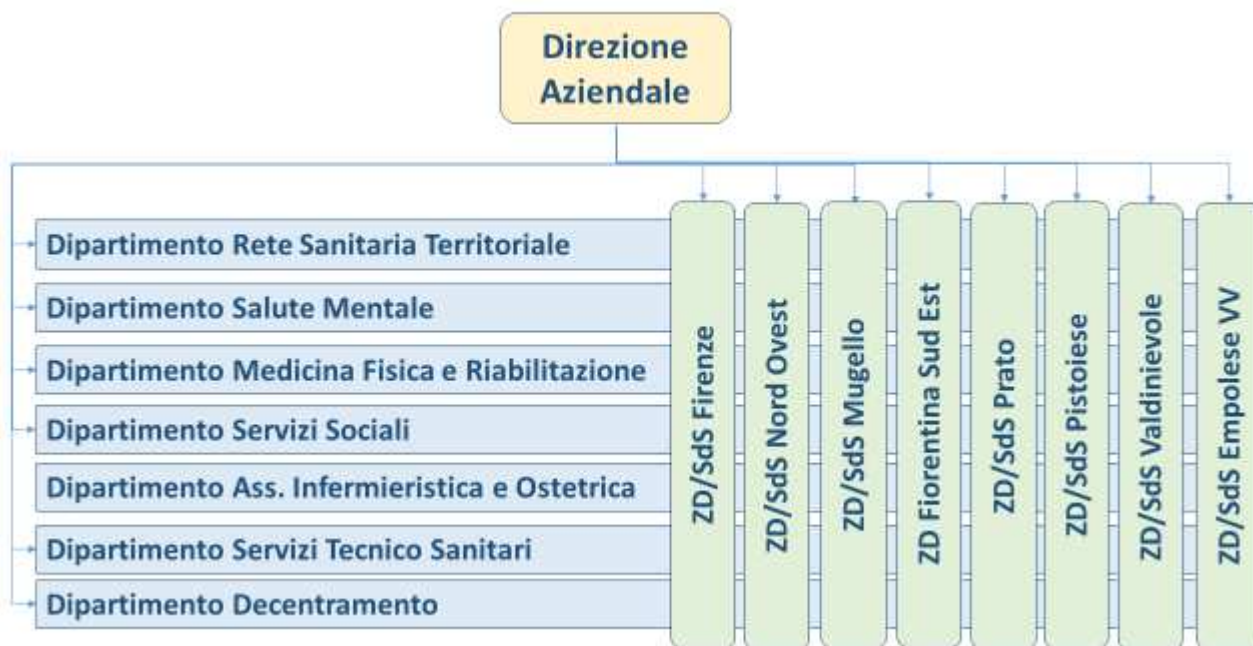 Direzione
Aziendale
Dipartimento Rete Sanitaria Territoriale
Dipartimento Salute Mentale
Dipartimento Medicina Fisica e Riabilitazione
Dipartimento Servizi Sociali
Dipartimento Ass. Infermieristica e Ostetrica
Dipartimento Servizi Tecnico Sanitari
Dipartimento Decentramento
ZD/SdS Firenze
ZD/SdS Nord Ovest
ZD/SdS Mugello
ZD Fiorentina Sud Est
ZD/SdS Prato
ZD/SdS Pistoiese
ZD/SdS Valdinievole
ZD/SdS Empolese VV